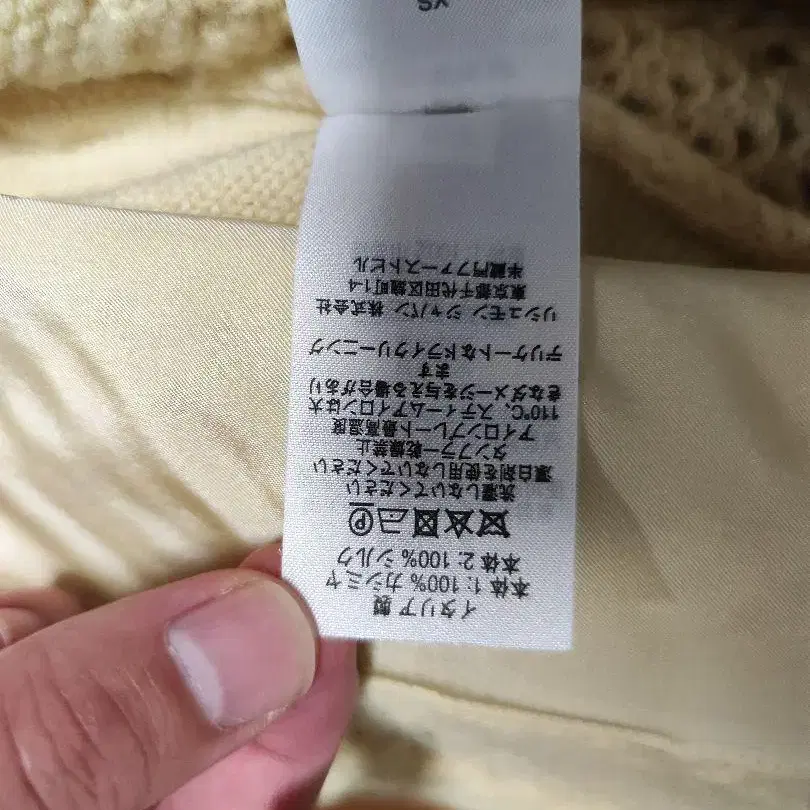 イタリア製
本体 1: 100% カシミヤ
本体 2: 100% シルク
洗濯しないでください
漂白剤を使用しないでください
タンブラー乾燥禁止
アイロンプレート最高温度
110℃、スティームアイロンは大
きなダメージを与える場合があり
ます
デリケートなドライクリーニング
リシュモン ジャパン 株式会社
東京都千代田区麹町1-4
半蔵門ファーストビル
XS